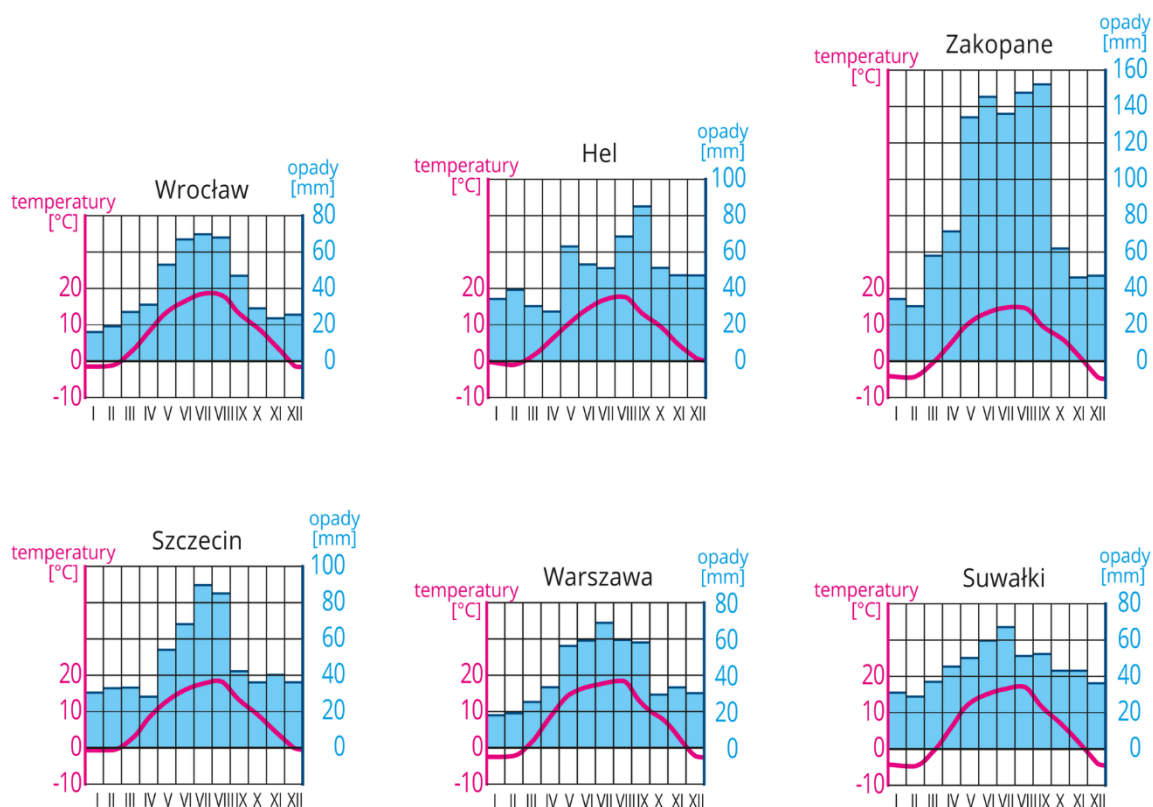 Wrocław
temperatury
[°C]
opady
[mm]
80
60
40
20
0
20
10
0
-10
I II III IV V VI VII VIII IX X XI XII
Hel
temperatury
[°C]
opady
[mm]
100
80
60
40
20
0
20
10
0
-10
I II III IV V VI VII VIII IX X XI XII
Zakopane
temperatury
[°C]
opady
[mm]
160
140
120
100
80
60
40
20
0
20
10
0
-10
I II III IV V VI VII VIII IX X XI XII
Szczecin
temperatury
[°C]
opady
[mm]
100
80
60
40
20
0
20
10
0
-10
I II III IV V VI VII VIII IX X XI XII
Warszawa
temperatury
[°C]
opady
[mm]
80
60
40
20
0
20
10
0
-10
I II III IV V VI VII VIII IX X XI XII
Suwałki
temperatury
[°C]
opady
[mm]
80
60
40
20
0
20
10
0
-10
I II III IV V VI VII VIII IX X XI XII